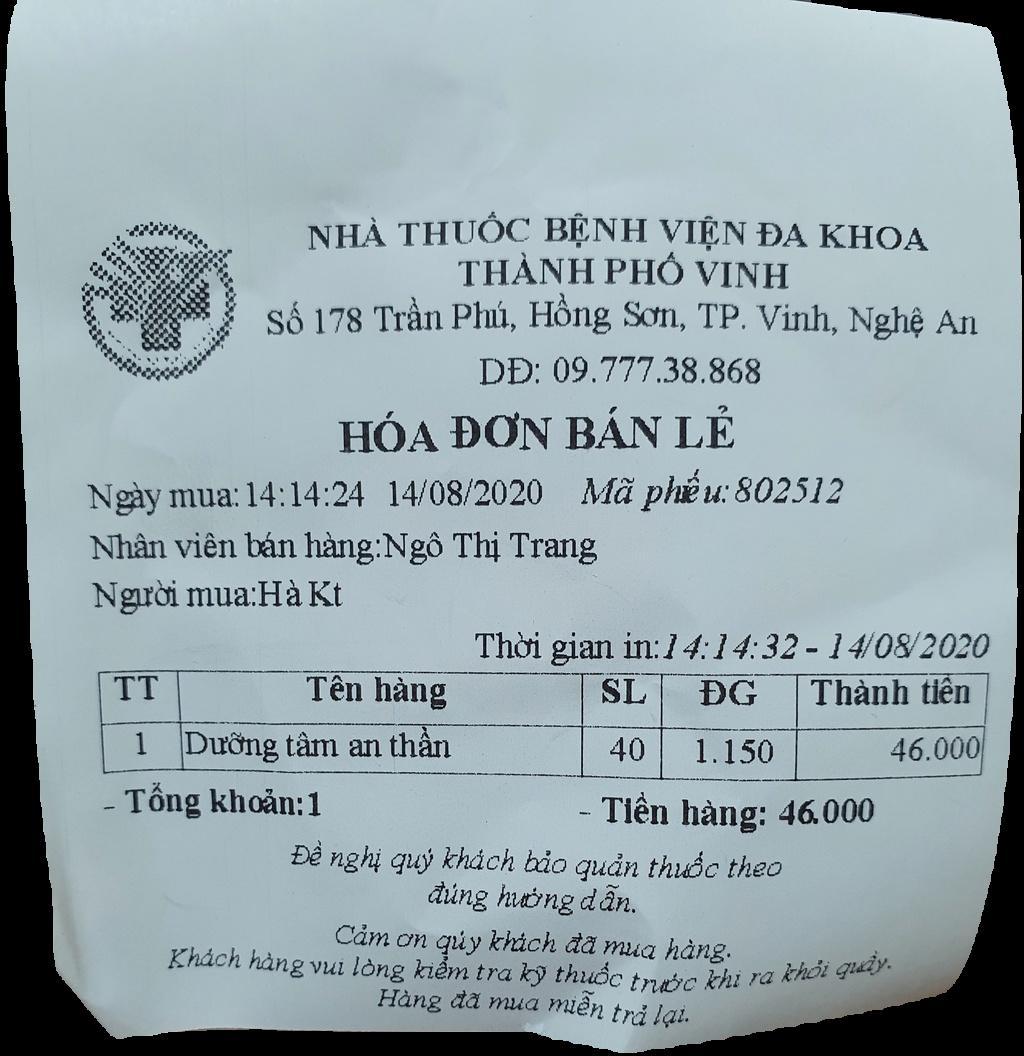 NHÀ THUỐC BỆNH VIỆN ĐA KHOA
THÀNH PHỐ VINH
Số 178 Trần Phú, Hồng Sơn, TP. Vinh, Nghệ An
DĐ: 09.777.38.868
HÓA ĐƠN BÁN LẺ
Ngày mua:14:14:24 14/08/2020 Mã phiếu:802512
Nhân viên bán hàng:Ngô Thị Trang
Người mua:Hà Kt
Thời gian in:14:14:32 - 14/08/2020
TT Tên hàng SL ĐG Thành tiền
1 Dưỡng tâm an thần 40 1.150 46.000
- Tổng khoản:1 - Tiền hàng: 46.000
Đề nghị quý khách bảo quản thuốc theo
đúng hướng dẫn.
Cảm ơn qúy khách đã mua hàng.
Khách hàng vui lòng kiểm tra kỹ thuốc trước khi ra khỏi quầy.
Hàng đã mua miễn trả lại.